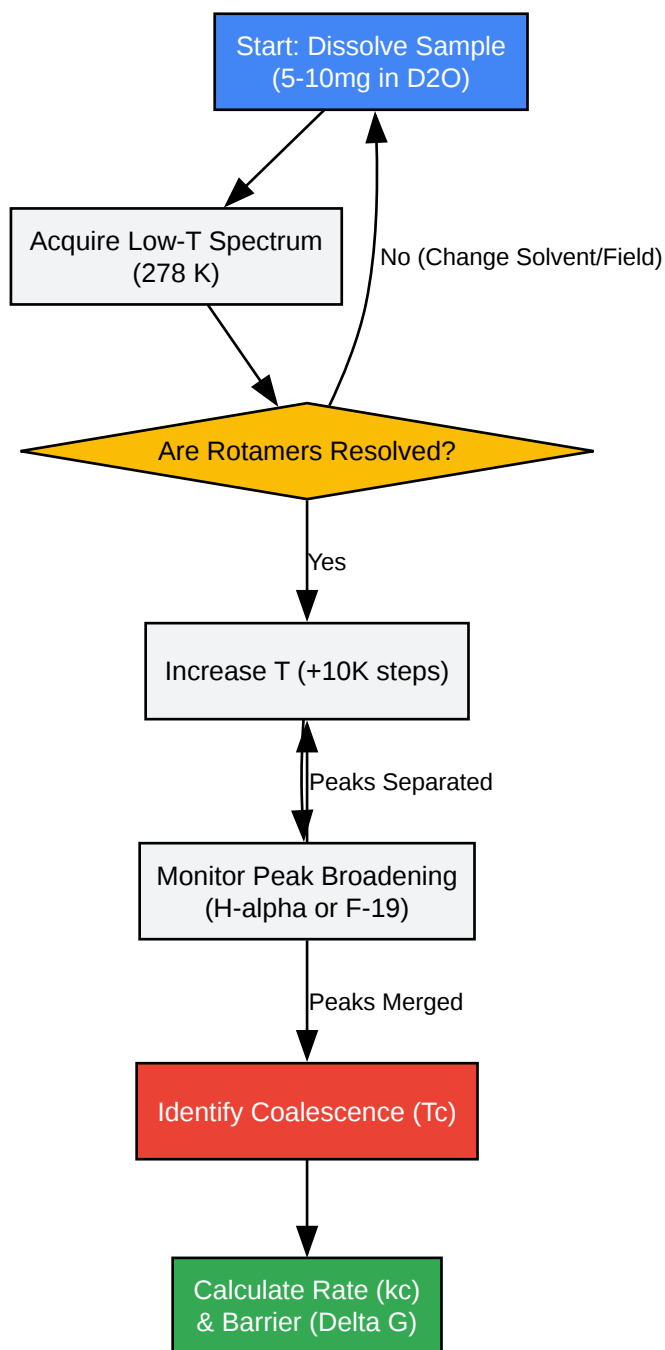 Start: Dissolve Sample
(5-10mg in D2O)
Acquire Low-T Spectrum
(278 K)
No (Change Solvent/Field)
Are Rotamers Resolved?
Yes
Increase T (+10K steps)
Peaks Separated
Monitor Peak Broadening
(H-alpha or F-19)
Peaks Merged
Identify Coalescence (Tc)
Calculate Rate (kc)
& Barrier (Delta G)